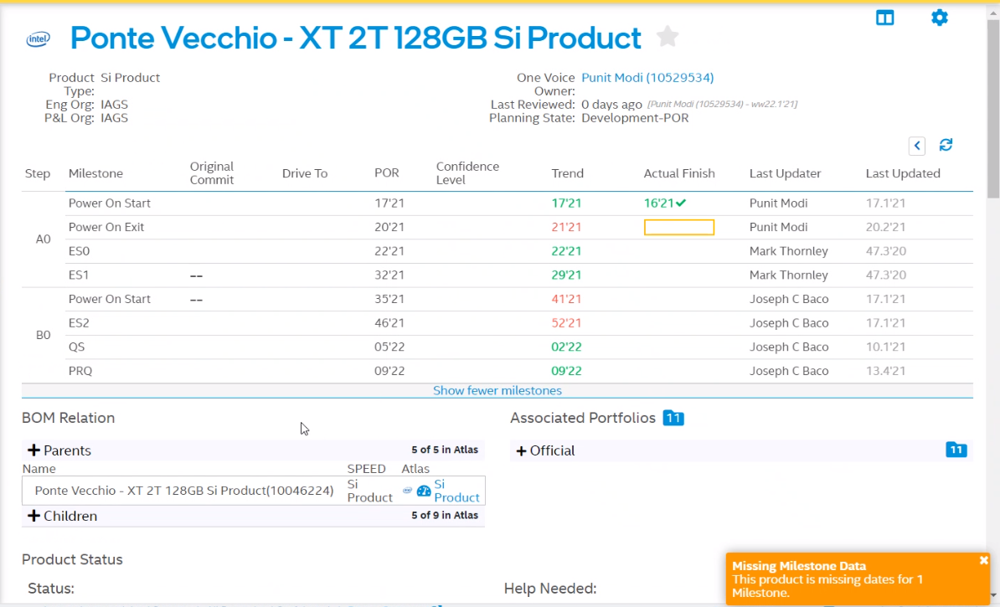 intel
Ponte Vecchio - XT 2T 128GB Si Product
Product Type: Si Product
Eng Org: IAGS
P&L Org: IAGS
One Voice Owner: Punit Modi (10529534)
Last Reviewed: 0 days ago [Punit Modi (10529534) - ww22.1'21]
Planning State: Development-POR
Step Milestone Original Commit Drive To POR Confidence Level Trend Actual Finish Last Updater Last Updated
A0
Power On Start 17'21 17'21 16'21✔ Punit Modi 17.1'21
Power On Exit 20'21 21'21 Punit Modi 20.2'21
ES0 22'21 22'21 Mark Thornley 47.3'20
ES1 -- 32'21 29'21 Mark Thornley 47.3'20
B0
Power On Start -- 35'21 41'21 Joseph C Baco 17.1'21
ES2 46'21 52'21 Joseph C Baco 17.1'21
QS 05'22 02'22 Joseph C Baco 10.1'21
PRQ 09'22 09'22 Joseph C Baco 13.4'21
Show fewer milestones
BOM Relation
+ Parents 5 of 5 in Atlas
Name SPEED Atlas
Ponte Vecchio - XT 2T 128GB Si Product(10046224) Si Product Si Product
+ Children 5 of 9 in Atlas
Associated Portfolios 11
+ Official 11
Product Status
Status:
Help Needed:
Missing Milestone Data
This product is missing dates for 1
Milestone.